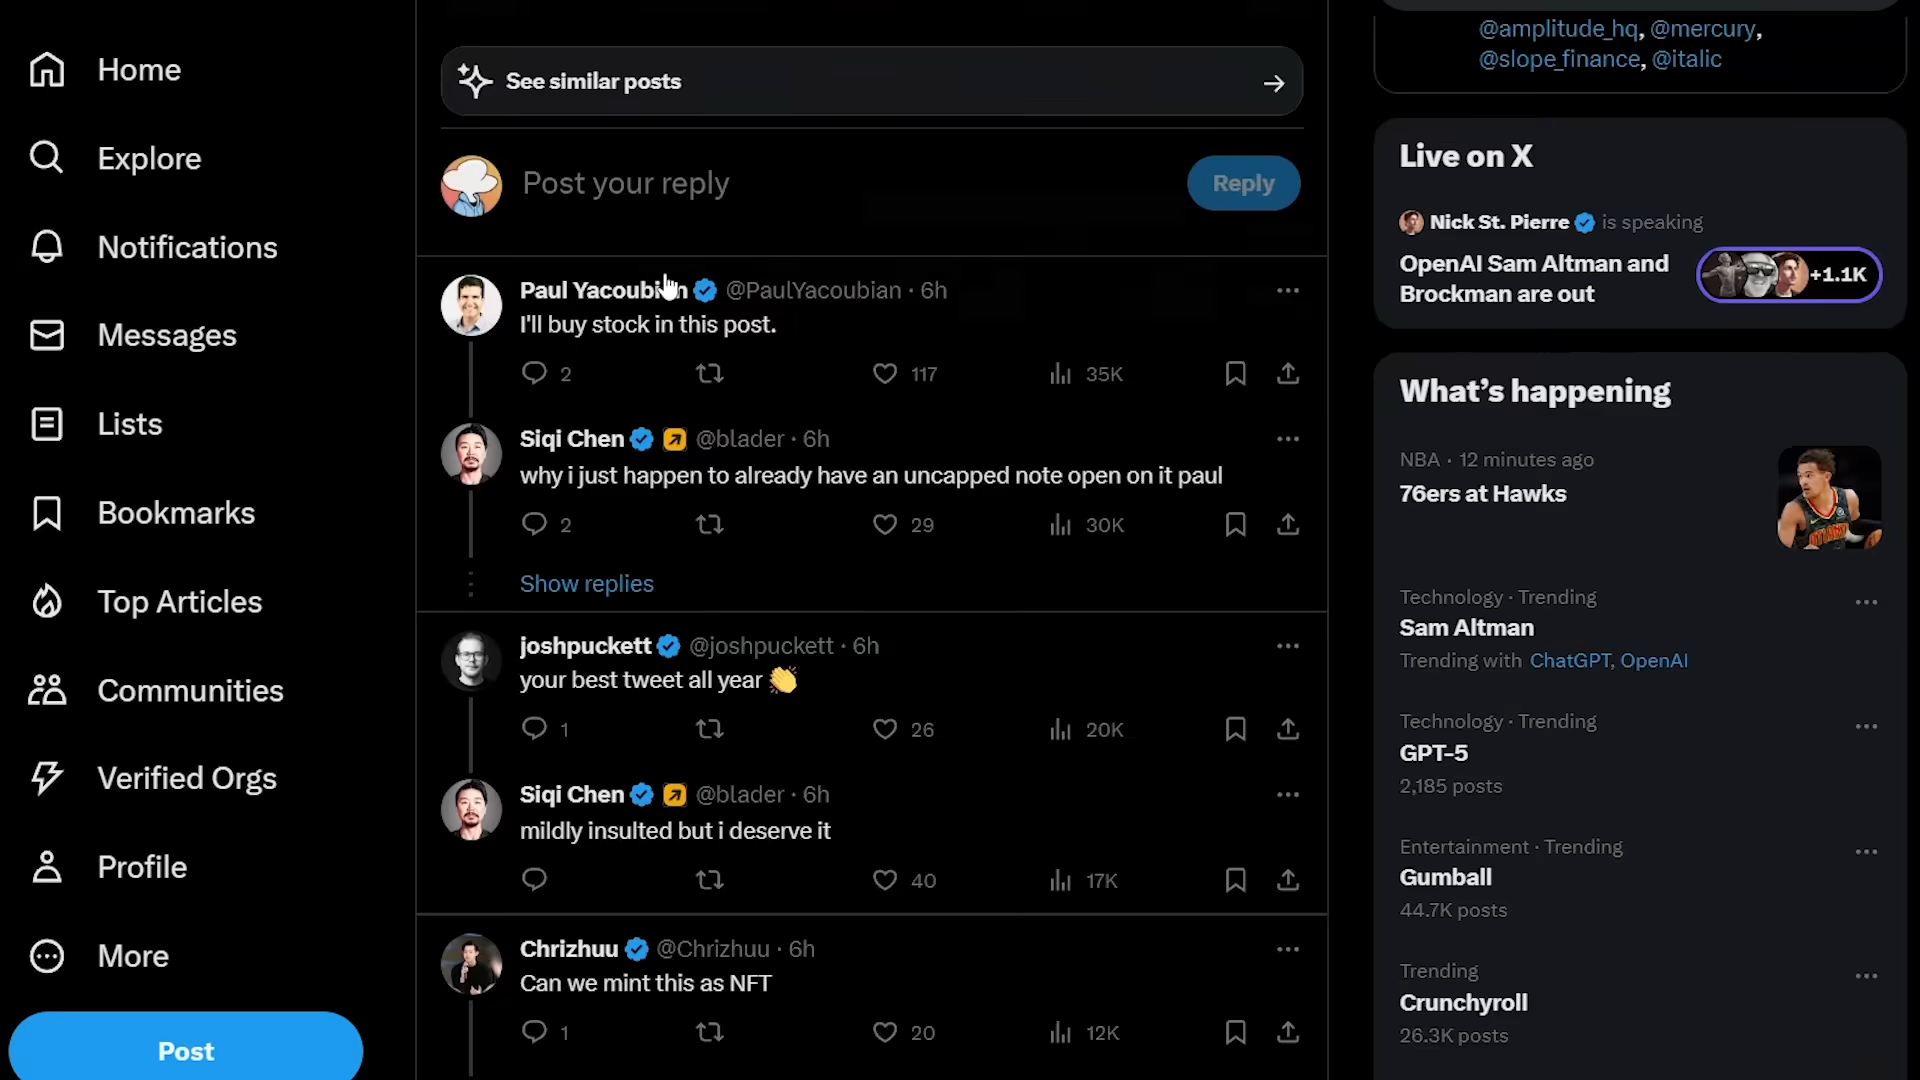 Home
Explore
Notifications
Messages
Lists
Bookmarks
Top Articles
Communities
Verified Orgs
Profile
More
Post
See similar posts
Post your reply
Reply
Paul Yacoubian @PaulYacoubian · 6h
I'll buy stock in this post.
2 117 35K
Siqi Chen @blader · 6h
why i just happen to already have an uncapped note open on it paul
2 29 30K
Show replies
joshpuckett @joshpuckett · 6h
your best tweet all year 👏
1 26 20K
Siqi Chen @blader · 6h
mildly insulted but i deserve it
40 17K
Chrizhuu @Chrizhuu · 6h
Can we mint this as NFT
1 20 12K
@amplitude_hq, @mercury,
@slope_finance, @italic
Live on X
Nick St. Pierre is speaking
OpenAI Sam Altman and
Brockman are out
+1.1K
What's happening
NBA · 12 minutes ago
76ers at Hawks
Technology · Trending
Sam Altman
Trending with ChatGPT, OpenAI
Technology · Trending
GPT-5
2,185 posts
Entertainment · Trending
Gumball
44.7K posts
Trending
Crunchyroll
26.3K posts